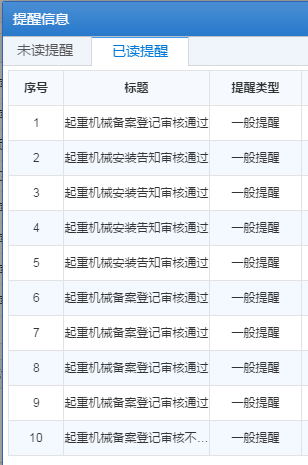 提醒信息
未读提醒 已读提醒
序号 标题 提醒类型
1 起重机械备案登记审核通过 一般提醒
2 起重机械安装告知审核通过 一般提醒
3 起重机械安装告知审核通过 一般提醒
4 起重机械安装告知审核通过 一般提醒
5 起重机械安装告知审核通过 一般提醒
6 起重机械备案登记审核通过 一般提醒
7 起重机械备案登记审核通过 一般提醒
8 起重机械备案登记审核通过 一般提醒
9 起重机械备案登记审核通过 一般提醒
10 起重机械备案登记审核不... 一般提醒